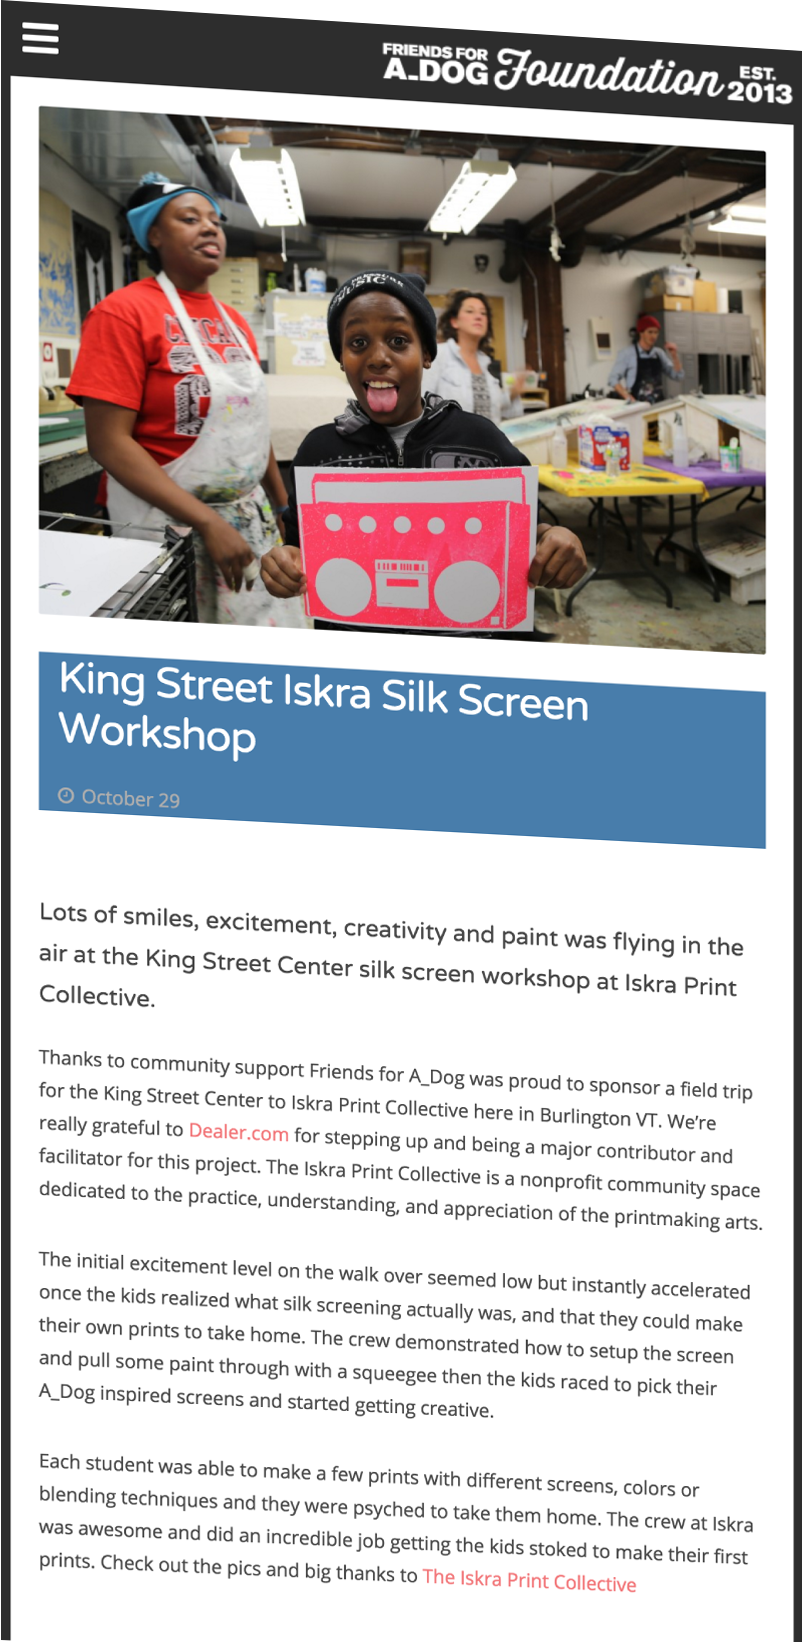 FRIENDS FOR
A_DOG Foundation EST.
2013
MUSIC
King Street Iskra Silk Screen
Workshop
October 29
Lots of smiles, excitement, creativity and paint was flying in the
air at the King Street Center silk screen workshop at Iskra Print
Collective.
Thanks to community support Friends for A_Dog was proud to sponsor a field trip
for the King Street Center to Iskra Print Collective here in Burlington VT. We’re
really grateful to Dealer.com for stepping up and being a major contributor and
facilitator for this project. The Iskra Print Collective is a nonprofit community space
dedicated to the practice, understanding, and appreciation of the printmaking arts.
The initial excitement level on the walk over seemed low but instantly accelerated
once the kids realized what silk screening actually was, and that they could make
their own prints to take home. The crew demonstrated how to setup the screen
and pull some paint through with a squeegee then the kids raced to pick their
A_Dog inspired screens and started getting creative.
Each student was able to make a few prints with different screens, colors or
blending techniques and they were psyched to take them home. The crew at Iskra
was awesome and did an incredible job getting the kids stoked to make their first
prints. Check out the pics and big thanks to The Iskra Print Collective